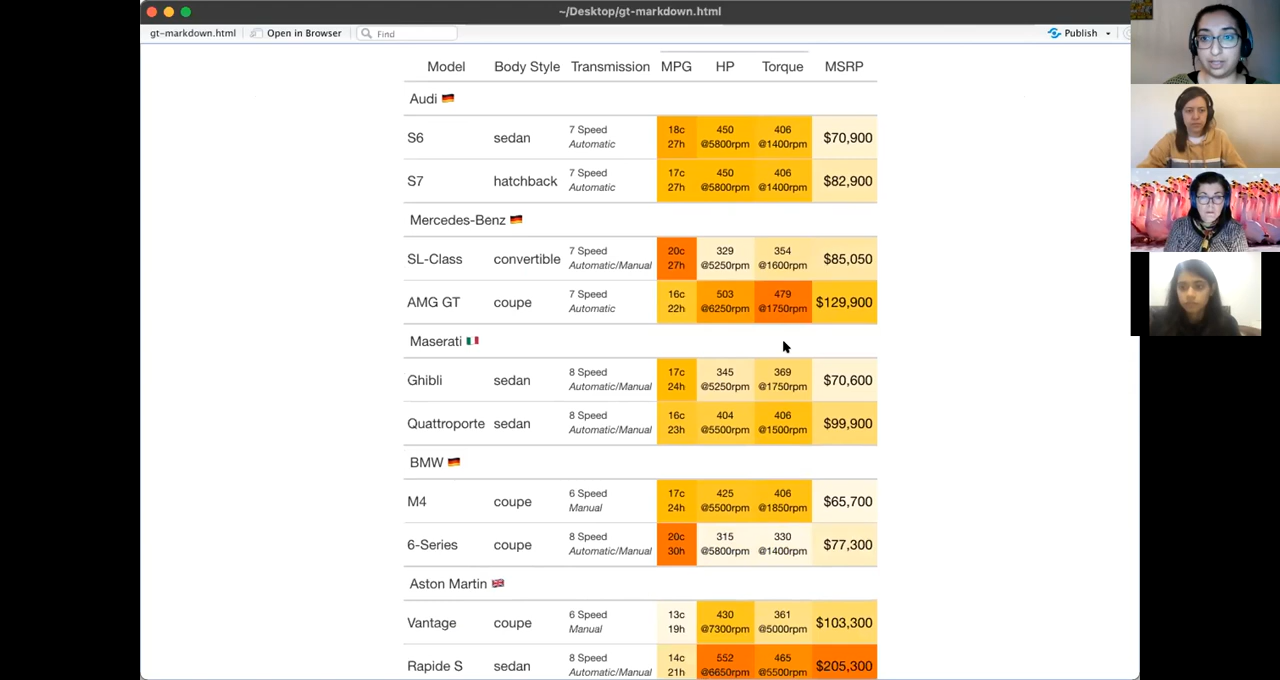 ~/Desktop/gt-markdown.html
gt-markdown.html Open in Browser Find Publish
Model Body Style Transmission MPG HP Torque MSRP
Audi
S6 sedan 7 Speed Automatic 18c 27h 450 @5800rpm 406 @1400rpm $70,900
S7 hatchback 7 Speed Automatic 17c 27h 450 @5800rpm 406 @1400rpm $82,900
Mercedes-Benz
SL-Class convertible 7 Speed Automatic/Manual 20c 27h 329 @5250rpm 354 @1600rpm $85,050
AMG GT coupe 7 Speed Automatic 16c 22h 503 @6250rpm 479 @1750rpm $129,900
Maserati
Ghibli sedan 8 Speed Automatic/Manual 17c 24h 345 @5250rpm 369 @1750rpm $70,600
Quattroporte sedan 8 Speed Automatic/Manual 16c 23h 404 @5500rpm 406 @1500rpm $99,900
BMW
M4 coupe 6 Speed Manual 17c 24h 425 @5500rpm 406 @1850rpm $65,700
6-Series coupe 8 Speed Automatic/Manual 20c 30h 315 @5800rpm 330 @1400rpm $77,300
Aston Martin
Vantage coupe 6 Speed Manual 13c 19h 430 @7300rpm 361 @5000rpm $103,300
Rapide S sedan 8 Speed Automatic/Manual 14c 21h 552 @6650rpm 465 @5500rpm $205,300